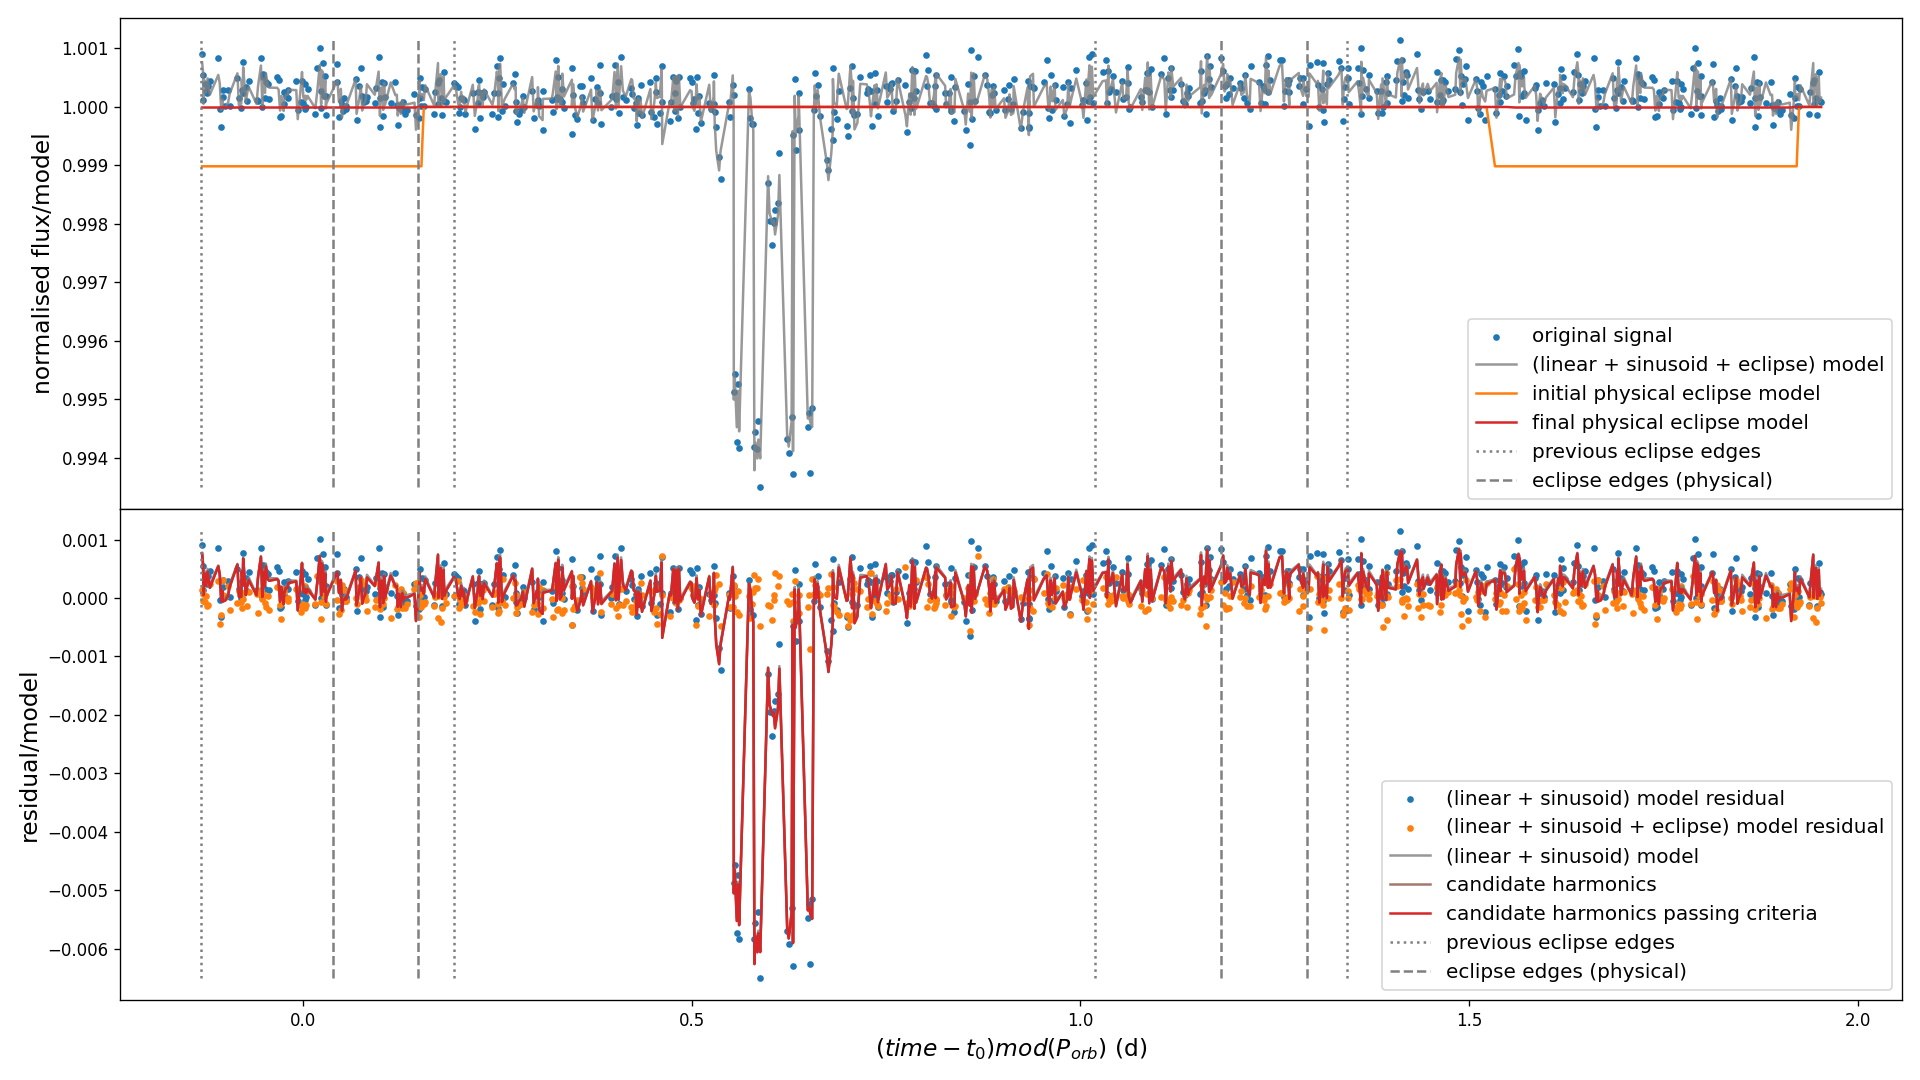 normalised flux/model
1.001
1.000
0.999
0.998
0.997
0.996
0.995
0.994
original signal
(linear + sinusoid + eclipse) model
initial physical eclipse model
final physical eclipse model
previous eclipse edges
eclipse edges (physical)
residual/model
0.001
0.000
−0.001
−0.002
−0.003
−0.004
−0.005
−0.006
(linear + sinusoid) model residual
(linear + sinusoid + eclipse) model residual
(linear + sinusoid) model
candidate harmonics
candidate harmonics passing criteria
previous eclipse edges
eclipse edges (physical)
0.0 0.5 1.0 1.5 2.0
(time − t₀)mod(Pₒᵣb) (d)